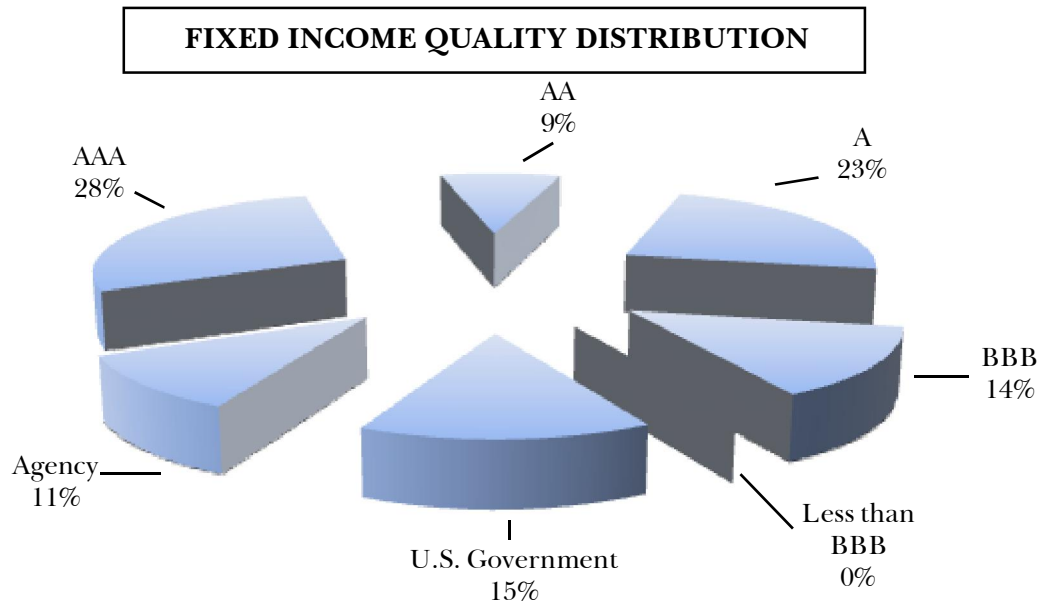 FIXED INCOME QUALITY DISTRIBUTION
AA
9%
A
23%
AAA
28%
BBB
14%
Agency
11%
Less than
BBB
0%
U.S. Government
15%